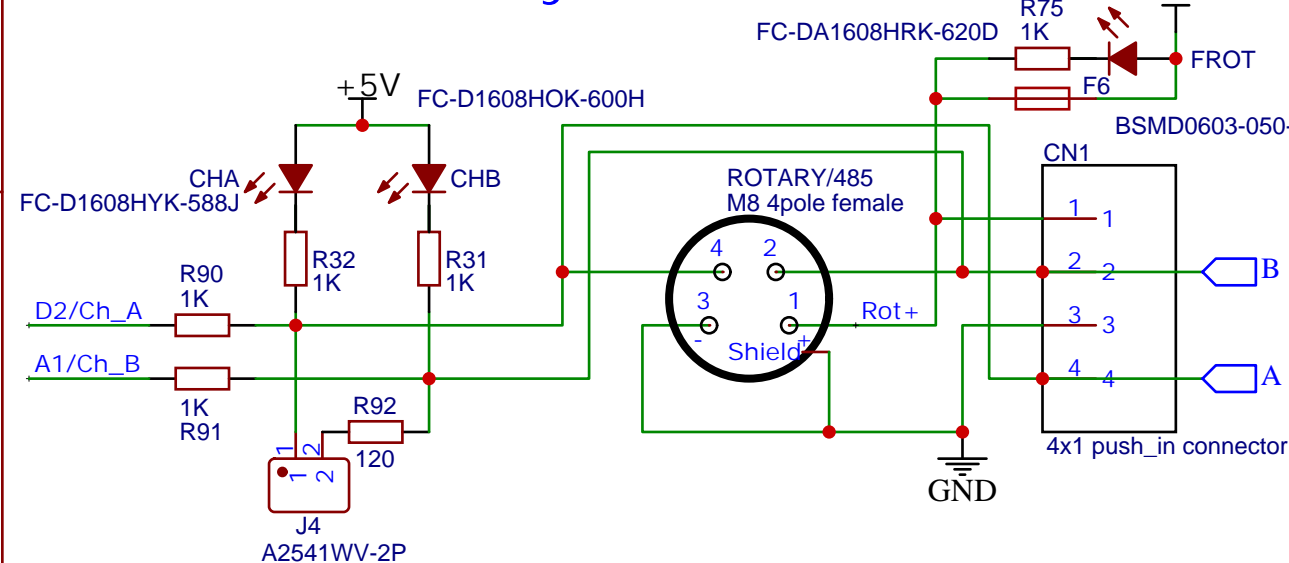 R75
1K
FC-DA1608HRK-620D
FROT
F6
BSMD0603-050-
+5V
FC-D1608HOK-600H
CN1
CHA
FC-D1608HYK-588J
CHB
ROTARY/485
M8 4pole female
1 1
4 2
R32
1K
R31
1K
R90
1K
2 2
B
D2/Ch_A
3 1
Rot+
3 3
- +
Shield
A1/Ch_B
4 4
A
1K
R91
R92
120
4x1 push_in connector
1 2
1 2
GND
J4
A2541WV-2P